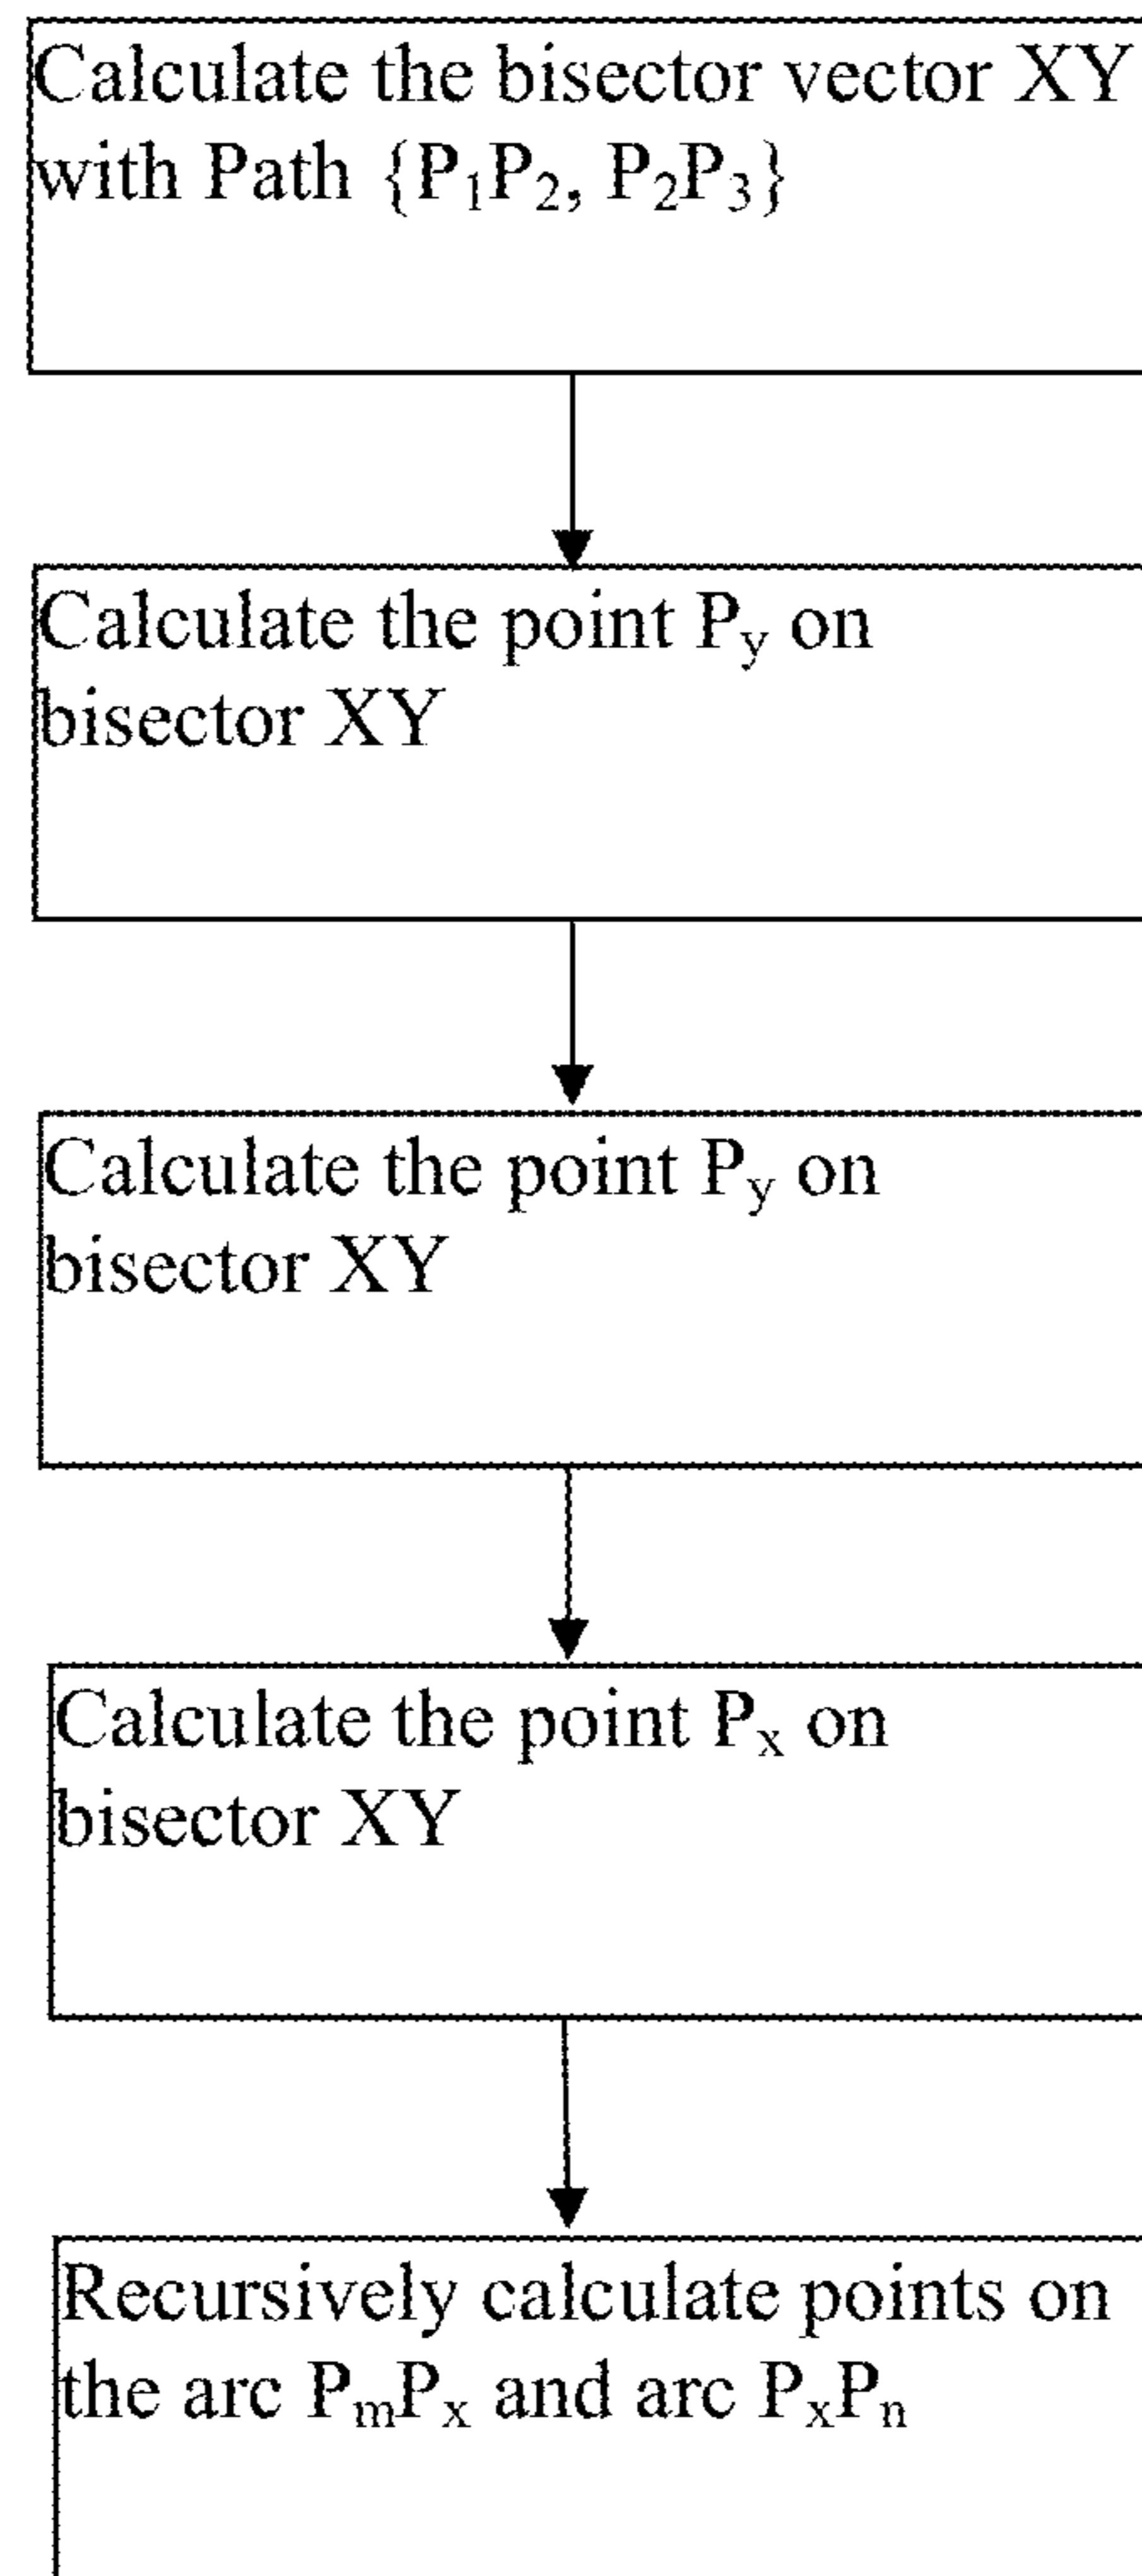 Calculate the bisector vector XY
with Path {P₁P₂, P₂P₃}
Calculate the point Pᵧ on
bisector XY
Calculate the point Pᵧ on
bisector XY
Calculate the point Pₓ on
bisector XY
Recursively calculate points on
the arc PₘPₓ and arc PₓPₙ